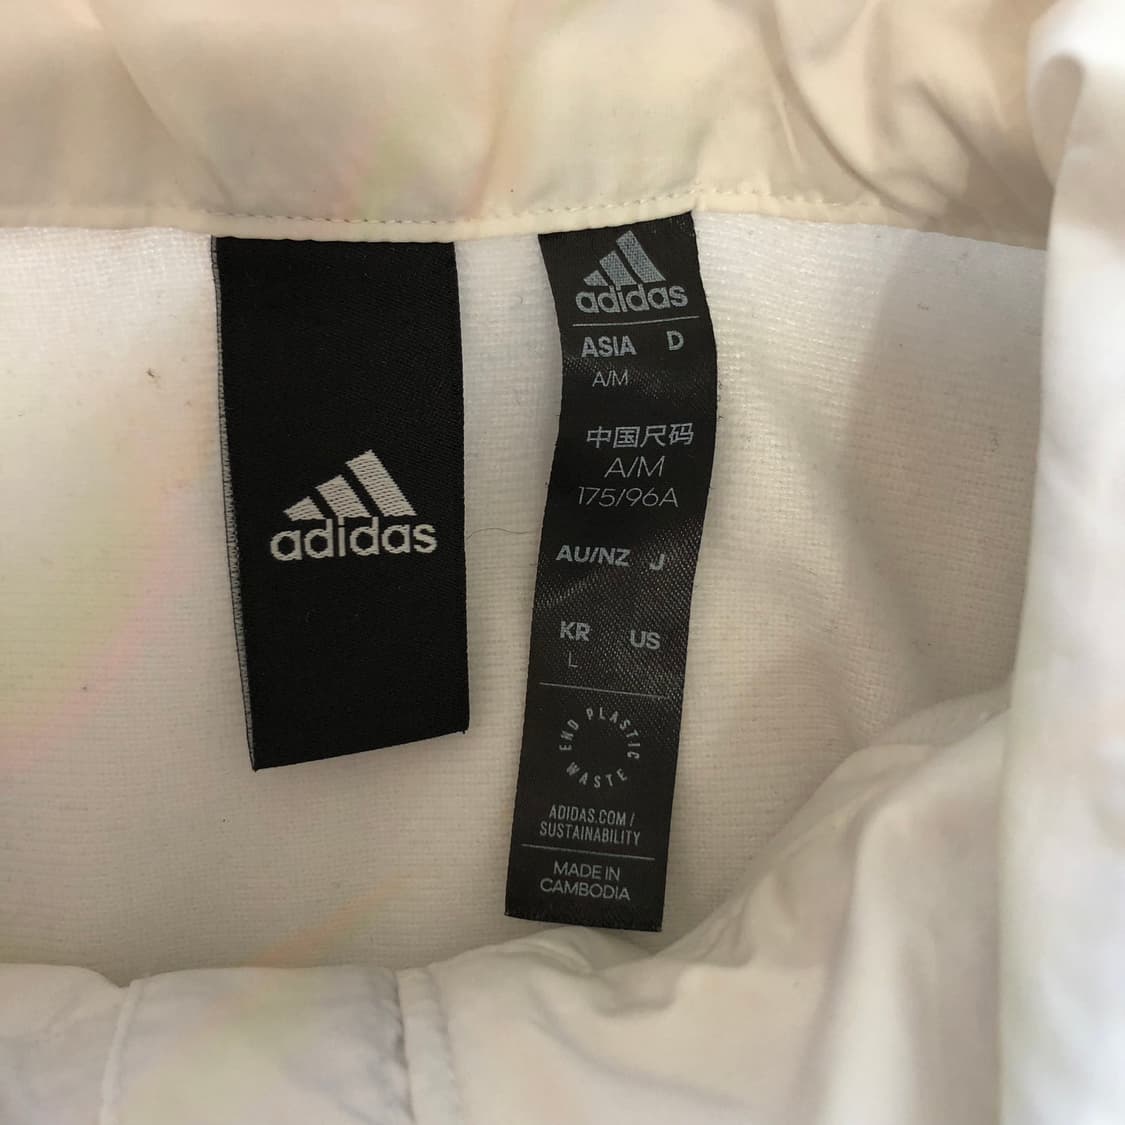 adidas
adidas
ASIA D
A/M
中国尺码
A/M
175/96A
AU/NZ J
KR US
L
END PLASTIC WASTE
ADIDAS.COM/
SUSTAINABILITY
MADE IN
CAMBODIA